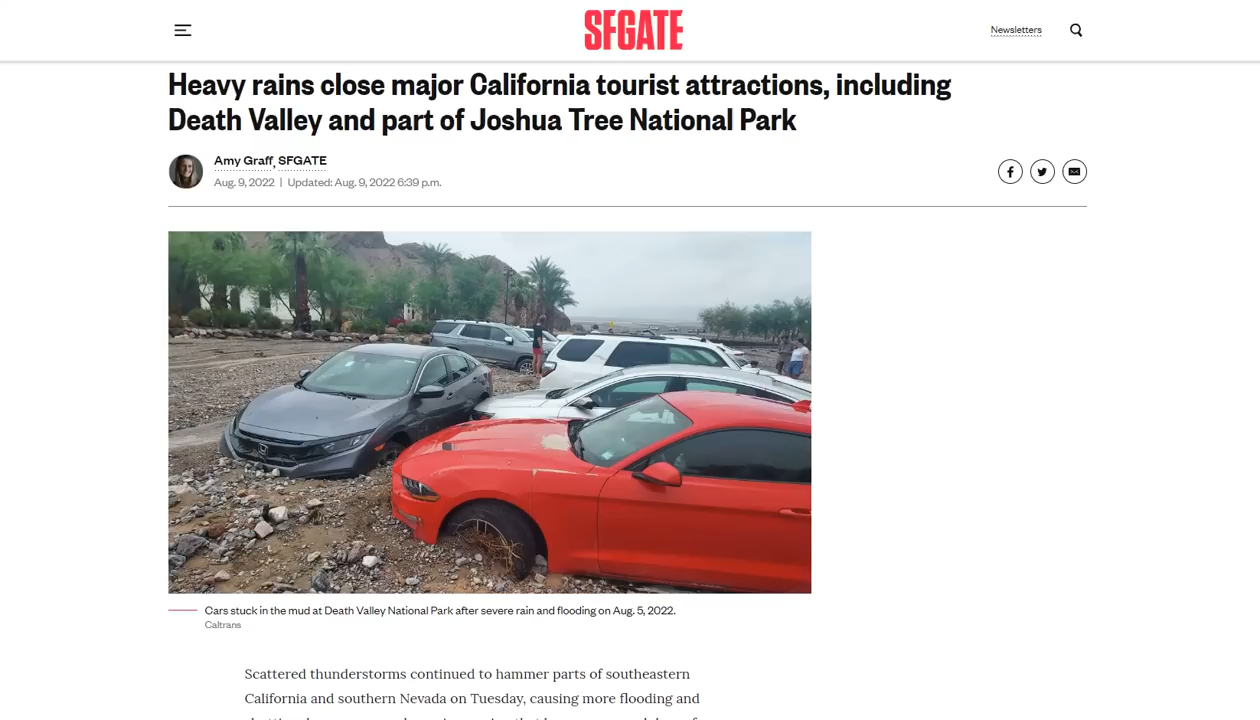 SFGATE
Newsletters
Heavy rains close major California tourist attractions, including
Death Valley and part of Joshua Tree National Park
Amy Graff, SFGATE
Aug. 9, 2022 | Updated: Aug. 9, 2022 6:39 p.m.
Cars stuck in the mud at Death Valley National Park after severe rain and flooding on Aug. 5, 2022.
Caltrans
Scattered thunderstorms continued to hammer parts of southeastern
California and southern Nevada on Tuesday, causing more flooding and